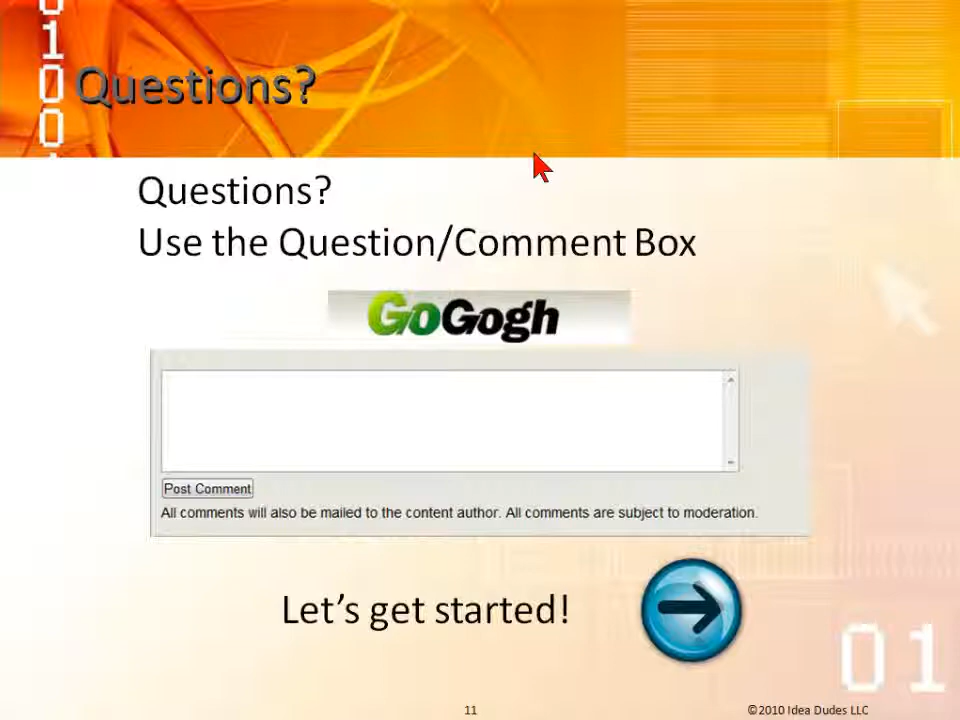 Questions?
Questions?
Use the Question/Comment Box
GoGogh
Post Comment
All comments will also be mailed to the content author. All comments are subject to moderation.
Let's get started!
01
11
©2010 Idea Dudes LLC